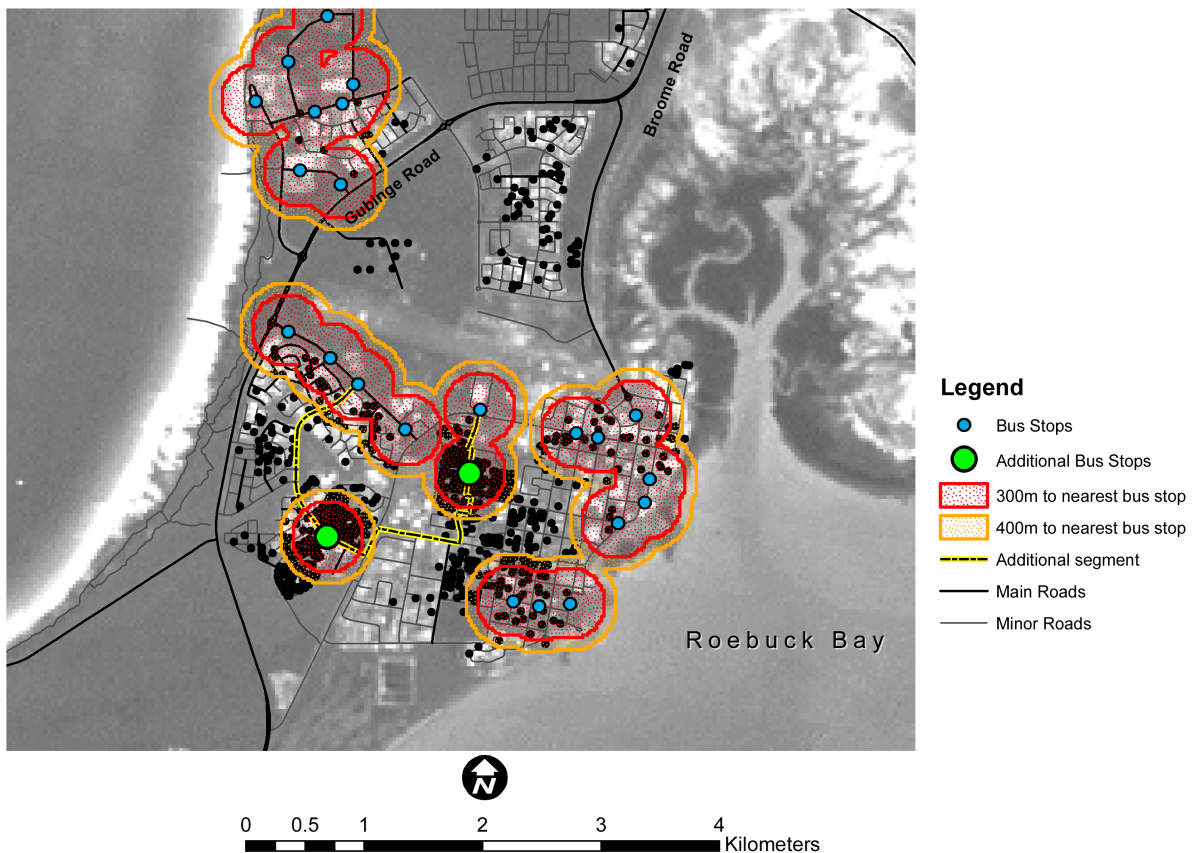 Broome Road
Gubinge Road
Roebuck Bay
Legend
Bus Stops
Additional Bus Stops
300m to nearest bus stop
400m to nearest bus stop
Additional segment
Main Roads
Minor Roads
N
0 0.5 1 2 3 4
Kilometers